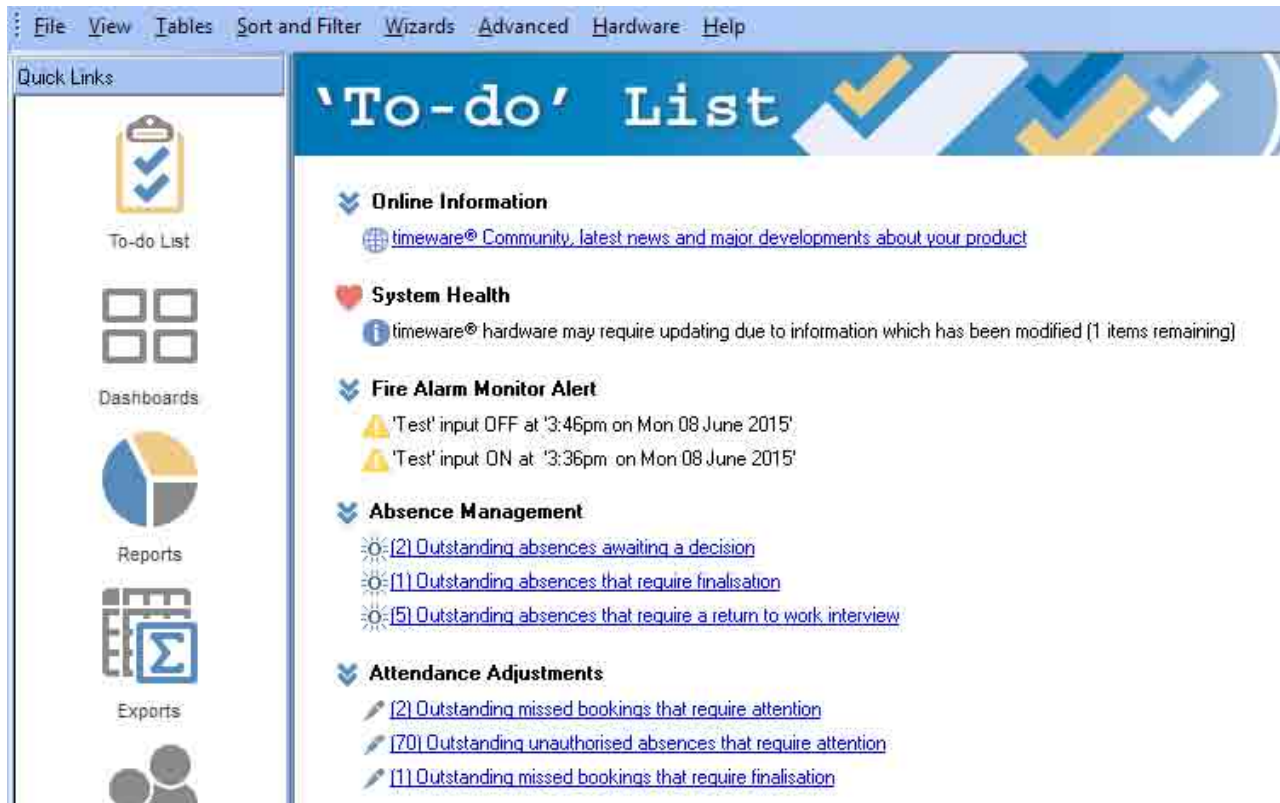 File View Tables Sort and Filter Wizards Advanced Hardware Help
Quick Links
To-do List
Dashboards
Reports
Exports
‘To-do’ List
Online Information
timeware® Community, latest news and major developments about your product
System Health
timeware® hardware may require updating due to information which has been modified (1 items remaining)
Fire Alarm Monitor Alert
'Test' input OFF at '3:46pm on Mon 08 June 2015'
'Test' input ON at '3:36pm on Mon 08 June 2015'
Absence Management
(2) Outstanding absences awaiting a decision
(1) Outstanding absences that require finalisation
(5) Outstanding absences that require a return to work interview
Attendance Adjustments
(2) Outstanding missed bookings that require attention
(70) Outstanding unauthorised absences that require attention
(1) Outstanding missed bookings that require finalisation